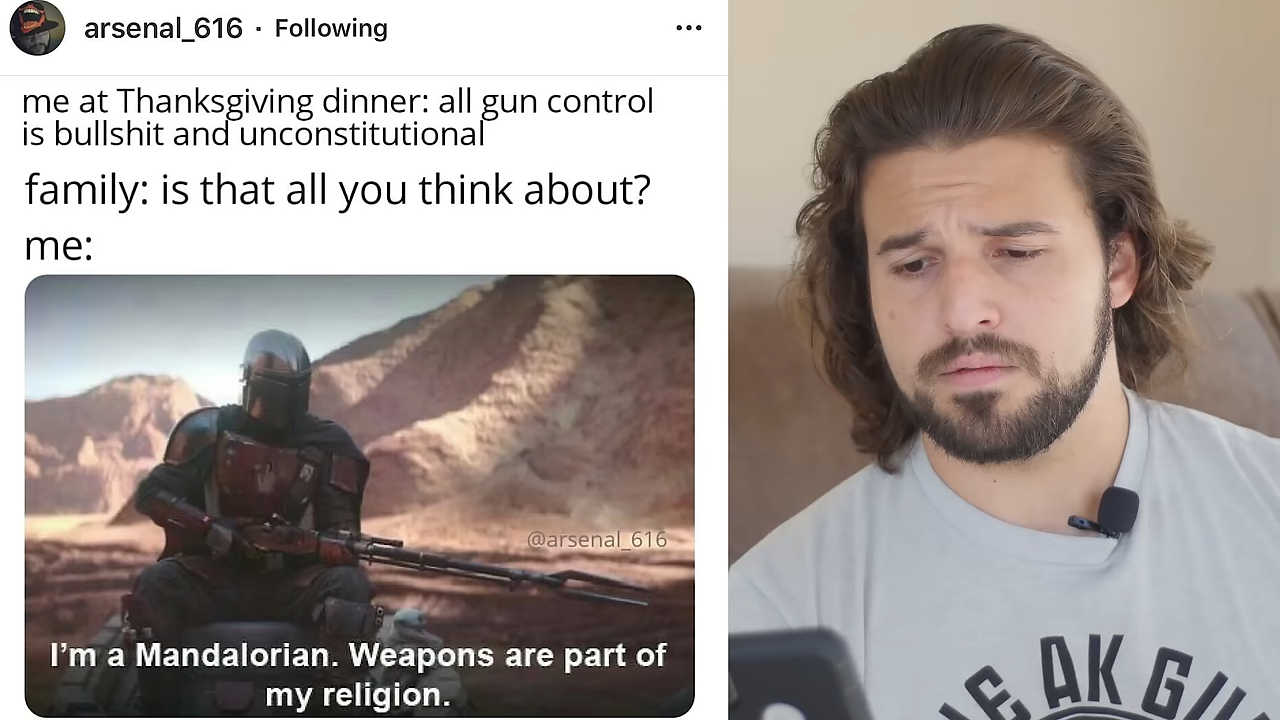 arsenal_616 · Following
me at Thanksgiving dinner: all gun control
is bullshit and unconstitutional
family: is that all you think about?
me:
@arsenal_616
I'm a Mandalorian. Weapons are part of
my religion.
AK